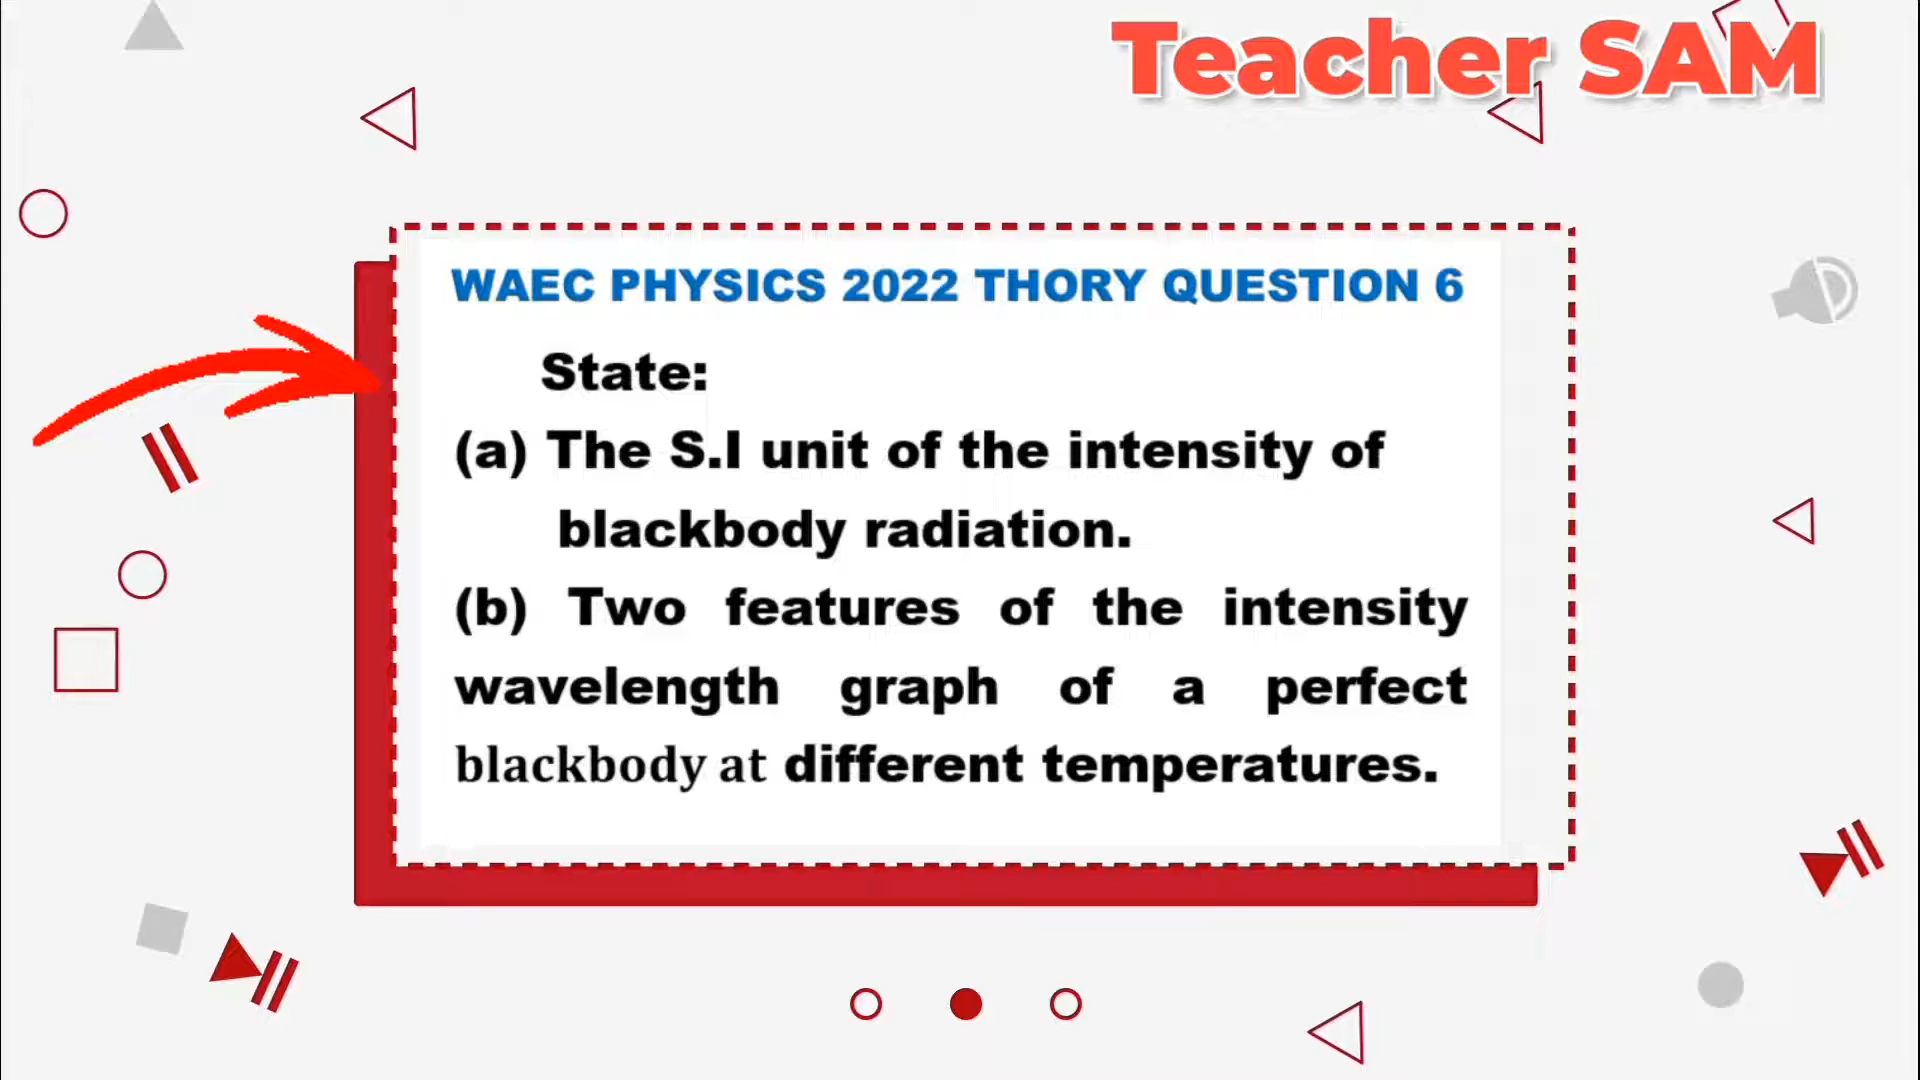 Teacher SAM
WAEC PHYSICS 2022 THORY QUESTION 6
State:
(a) The S.I unit of the intensity of
blackbody radiation.
(b) Two features of the intensity
wavelength graph of a perfect
blackbody at different temperatures.